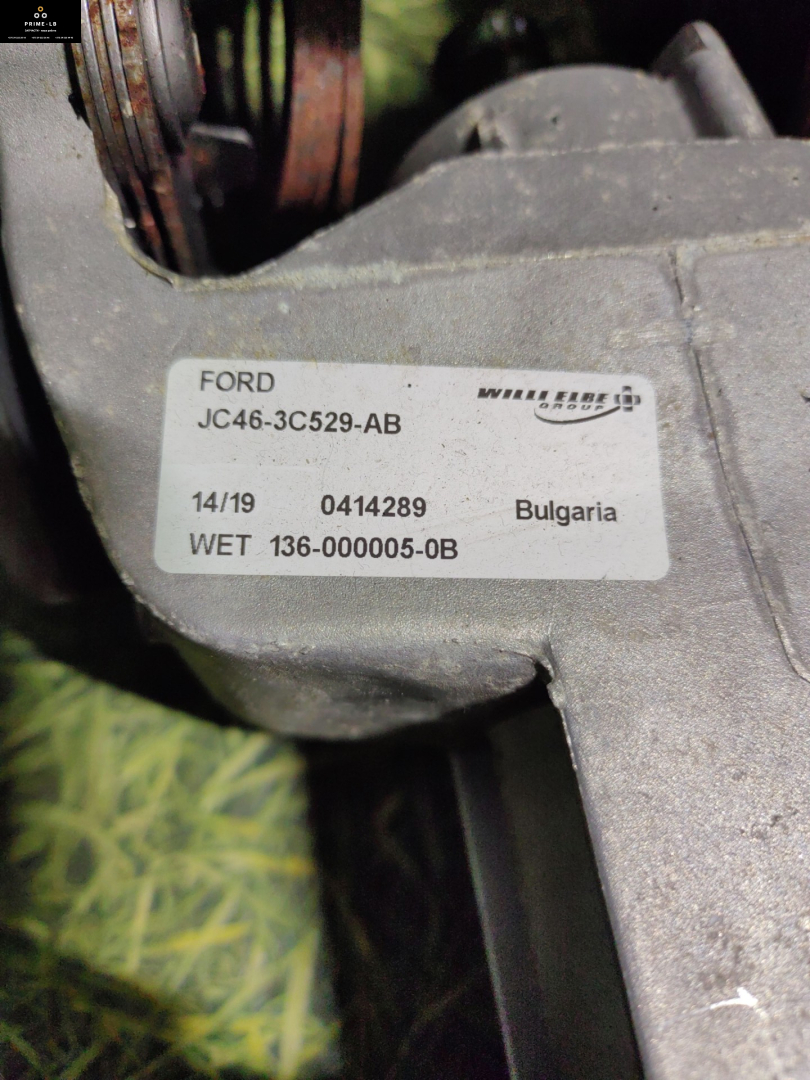 PRIME-LB
FORD
WILLI ELBE
GROUP
JC46-3C529-AB
14/19 0414289 Bulgaria
WET 136-000005-0B